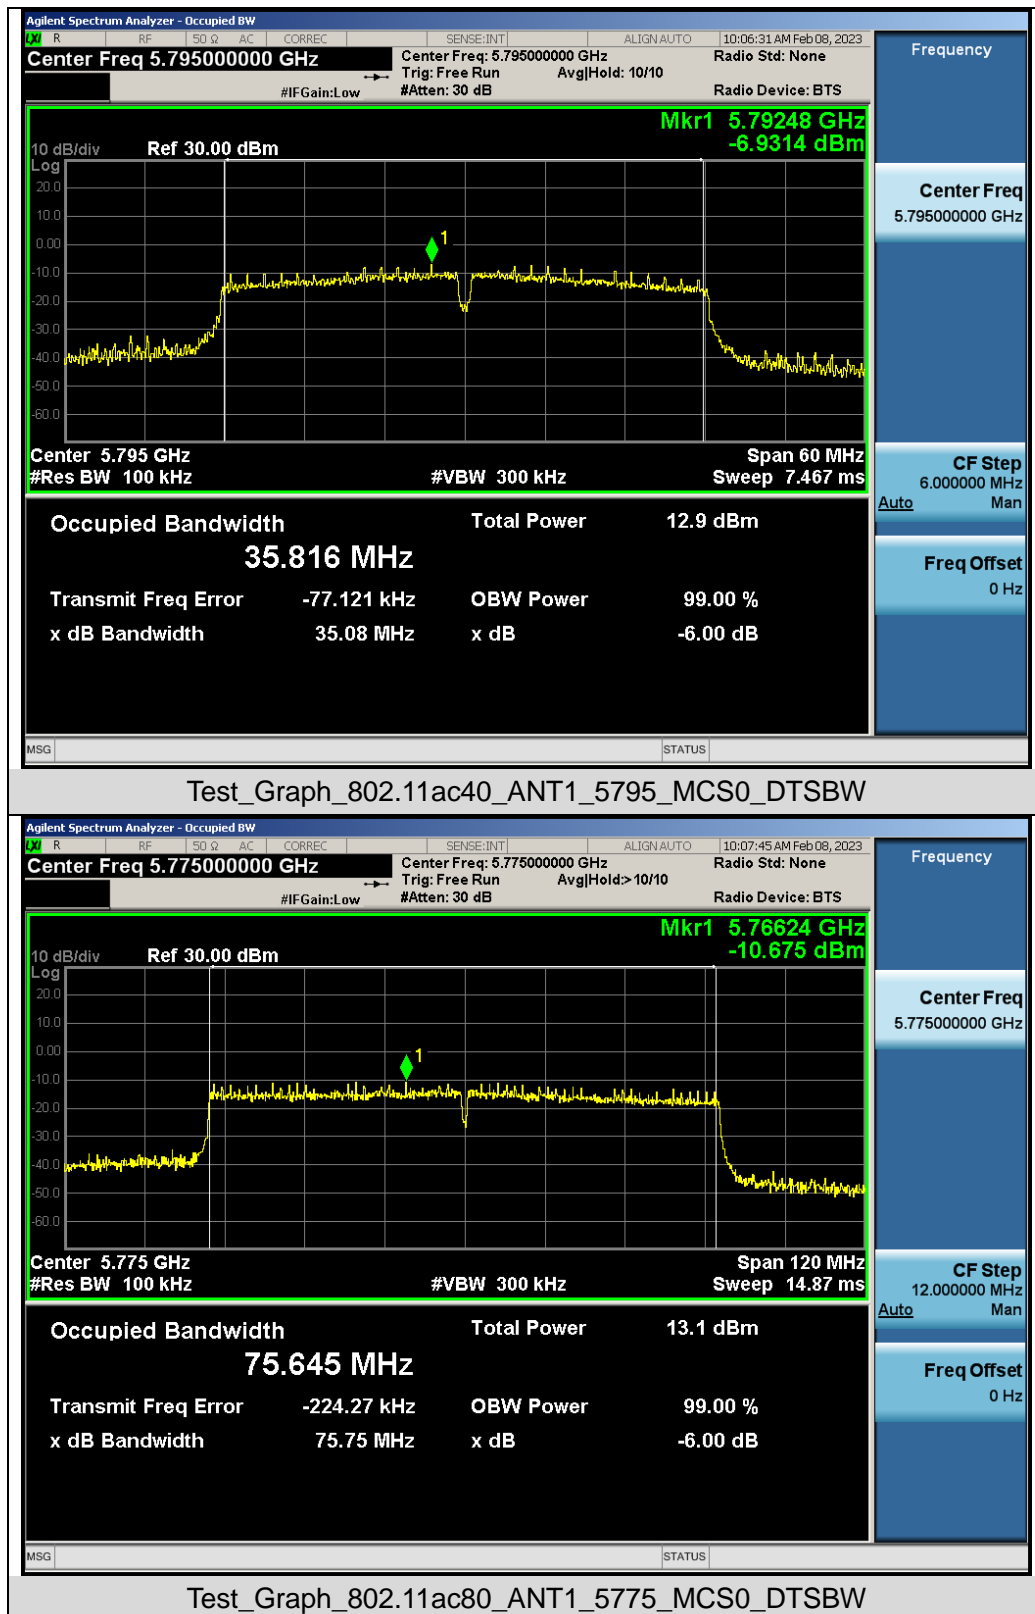 Agilent Spectrum Analyzer - Occupied BW
LXI R RF 50 Ω AC CORREC SENSE:INT ALIGN AUTO 10:06:31 AM Feb 08, 2023
Center Freq 5.795000000 GHz
Center Freq: 5.795000000 GHz Radio Std: None
Trig: Free Run Avg|Hold: 10/10
#IFGain:Low #Atten: 30 dB Radio Device: BTS
Mkr1 5.79248 GHz
-6.9314 dBm
10 dB/div Ref 30.00 dBm
Log
20.0
10.0
0.00
-10.0
-20.0
-30.0
-40.0
-50.0
-60.0
1
Center 5.795 GHz Span 60 MHz
#Res BW 100 kHz #VBW 300 kHz Sweep 7.467 ms
Occupied Bandwidth Total Power 12.9 dBm
35.816 MHz
Transmit Freq Error -77.121 kHz OBW Power 99.00 %
x dB Bandwidth 35.08 MHz x dB -6.00 dB
MSG STATUS
Frequency
Center Freq
5.795000000 GHz
CF Step
6.000000 MHz
Auto Man
Freq Offset
0 Hz
Test_Graph_802.11ac40_ANT1_5795_MCS0_DTSBW
Agilent Spectrum Analyzer - Occupied BW
LXI R RF 50 Ω AC CORREC SENSE:INT ALIGN AUTO 10:07:45 AM Feb 08, 2023
Center Freq 5.775000000 GHz
Center Freq: 5.775000000 GHz Radio Std: None
Trig: Free Run Avg|Hold:> 10/10
#IFGain:Low #Atten: 30 dB Radio Device: BTS
Mkr1 5.76624 GHz
-10.675 dBm
10 dB/div Ref 30.00 dBm
Log
20.0
10.0
0.00
-10.0
-20.0
-30.0
-40.0
-50.0
-60.0
1
Center 5.775 GHz Span 120 MHz
#Res BW 100 kHz #VBW 300 kHz Sweep 14.87 ms
Occupied Bandwidth Total Power 13.1 dBm
75.645 MHz
Transmit Freq Error -224.27 kHz OBW Power 99.00 %
x dB Bandwidth 75.75 MHz x dB -6.00 dB
MSG STATUS
Frequency
Center Freq
5.775000000 GHz
CF Step
12.000000 MHz
Auto Man
Freq Offset
0 Hz
Test_Graph_802.11ac80_ANT1_5775_MCS0_DTSBW